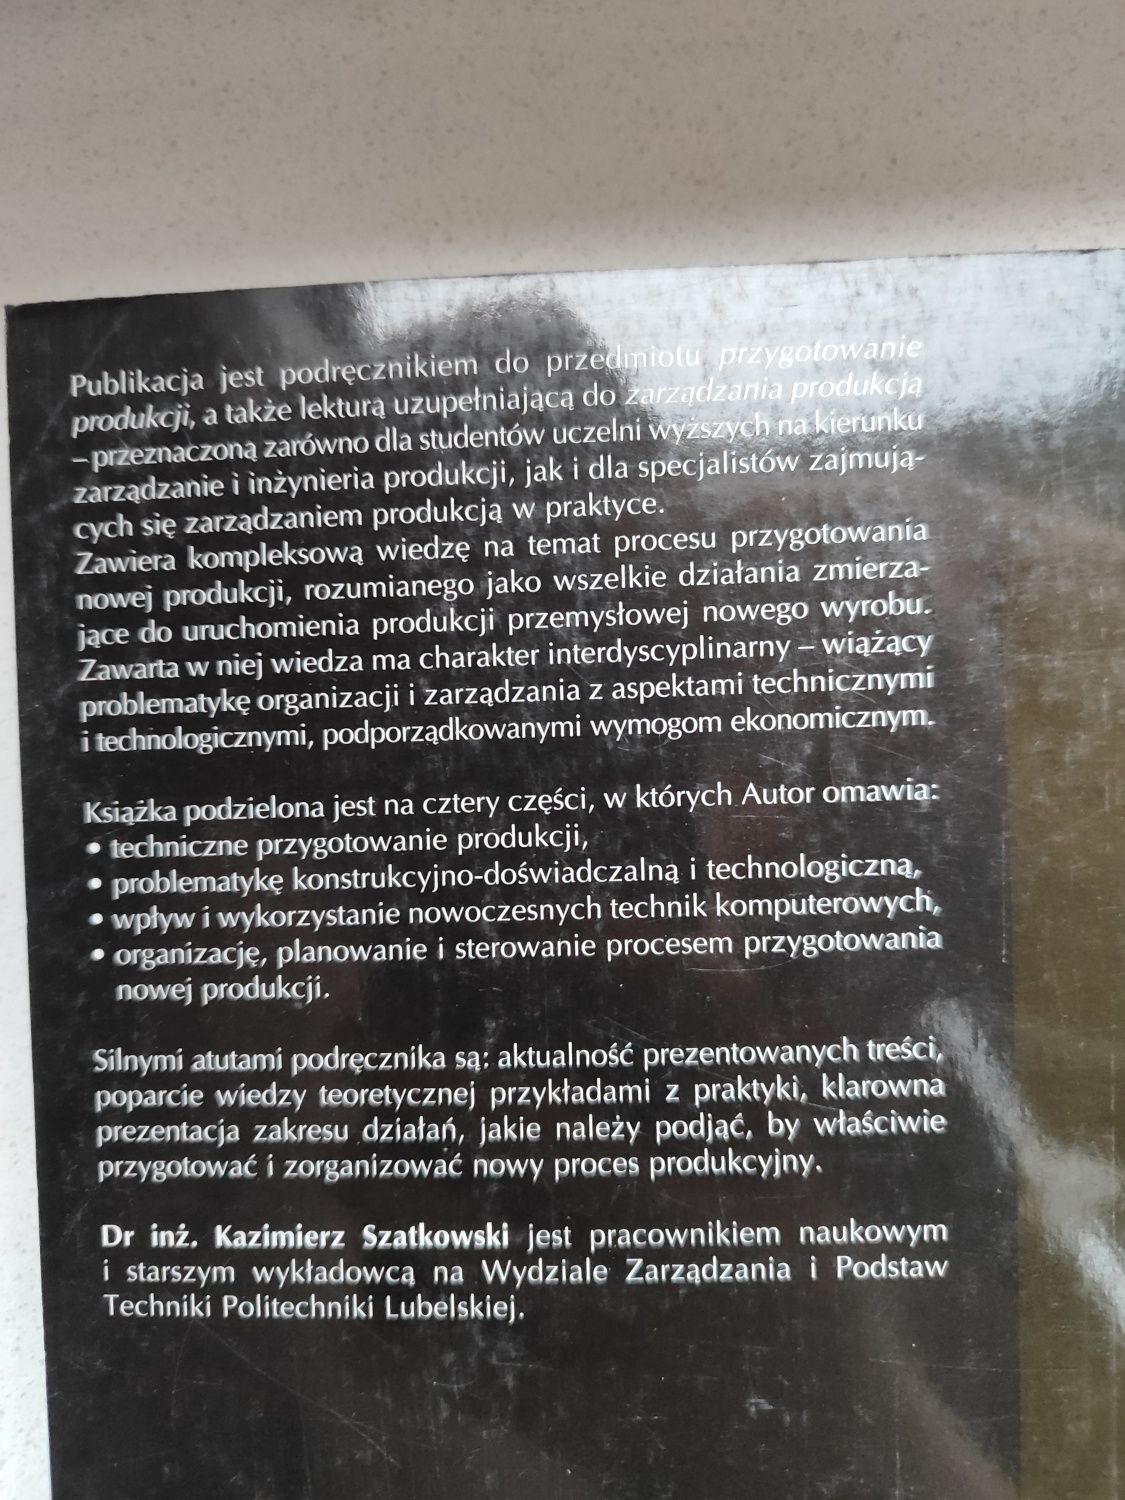 Publikacja jest podręcznikiem do przedmiotu przygotowanie
produkcji, a także lekturą uzupełniającą do zarządzania produkcją
– przeznaczoną zarówno dla studentów uczelni wyższych na kierunku
zarządzanie i inżynieria produkcji, jak i dla specjalistów zajmują-
cych się zarządzaniem produkcją w praktyce.
Zawiera kompleksową wiedzę na temat procesu przygotowania
nowej produkcji, rozumianego jako wszelkie działania zmierza-
jące do uruchomienia produkcji przemysłowej nowego wyrobu.
Zawarta w niej wiedza ma charakter interdyscyplinarny – wiążący
problematykę organizacji i zarządzania z aspektami technicznymi
i technologicznymi, podporządkowanymi wymogom ekonomicznym.
Książka podzielona jest na cztery części, w których Autor omawia:
• techniczne przygotowanie produkcji,
• problematykę konstrukcyjno-doświadczalną i technologiczną,
• wpływ i wykorzystanie nowoczesnych technik komputerowych,
• organizację, planowanie i sterowanie procesem przygotowania
nowej produkcji.
Silnymi atutami podręcznika są: aktualność prezentowanych treści,
poparcie wiedzy teoretycznej przykładami z praktyki, klarowna
prezentacja zakresu działań, jakie należy podjąć, by właściwie
przygotować i zorganizować nowy proces produkcyjny.
Dr inż. Kazimierz Szatkowski jest pracownikiem naukowym
i starszym wykładowcą na Wydziale Zarządzania i Podstaw
Techniki Politechniki Lubelskiej.